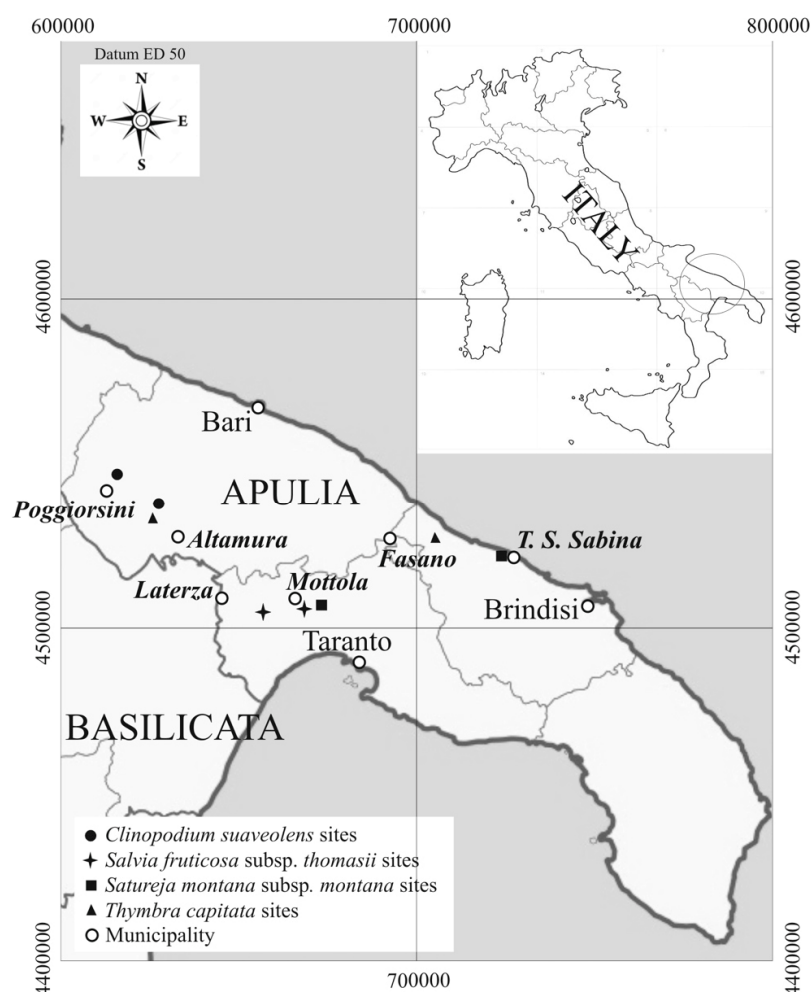 600000
700000
800000
Datum ED 50
N
W E
S
ITALY
4600000
4600000
Bari
APULIA
Poggiorsini
Altamura
Fasano
T. S. Sabina
Laterza
Mottola
Brindisi
4500000
4500000
Taranto
BASILICATA
Clinopodium suaveolens sites
Salvia fruticosa subsp. thomasii sites
Satureja montana subsp. montana sites
Thymbra capitata sites
Municipality
4400000
4400000
700000